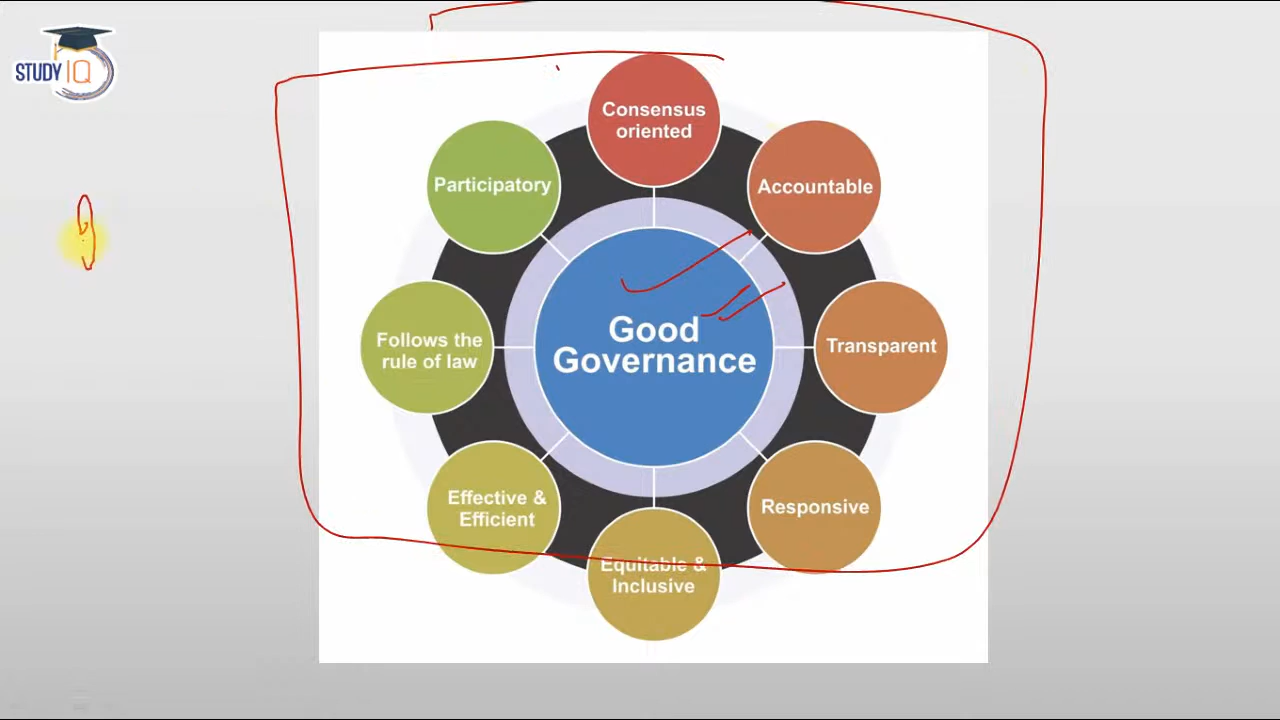 STUDY IQ
Consensus
oriented
Accountable
Transparent
Responsive
Equitable &
Inclusive
Effective &
Efficient
Follows the
rule of law
Participatory
Good
Governance